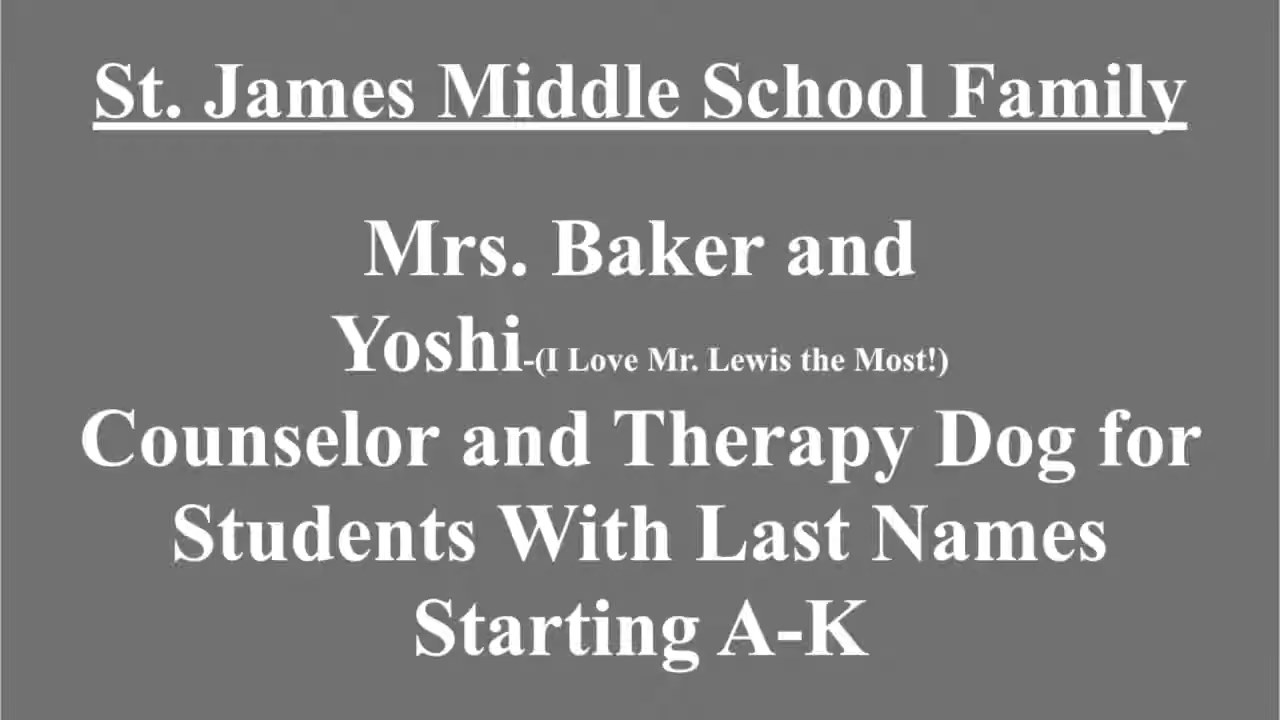 St. James Middle School Family
Mrs. Baker and
Yoshi-(I Love Mr. Lewis the Most!)
Counselor and Therapy Dog for
Students With Last Names
Starting A-K